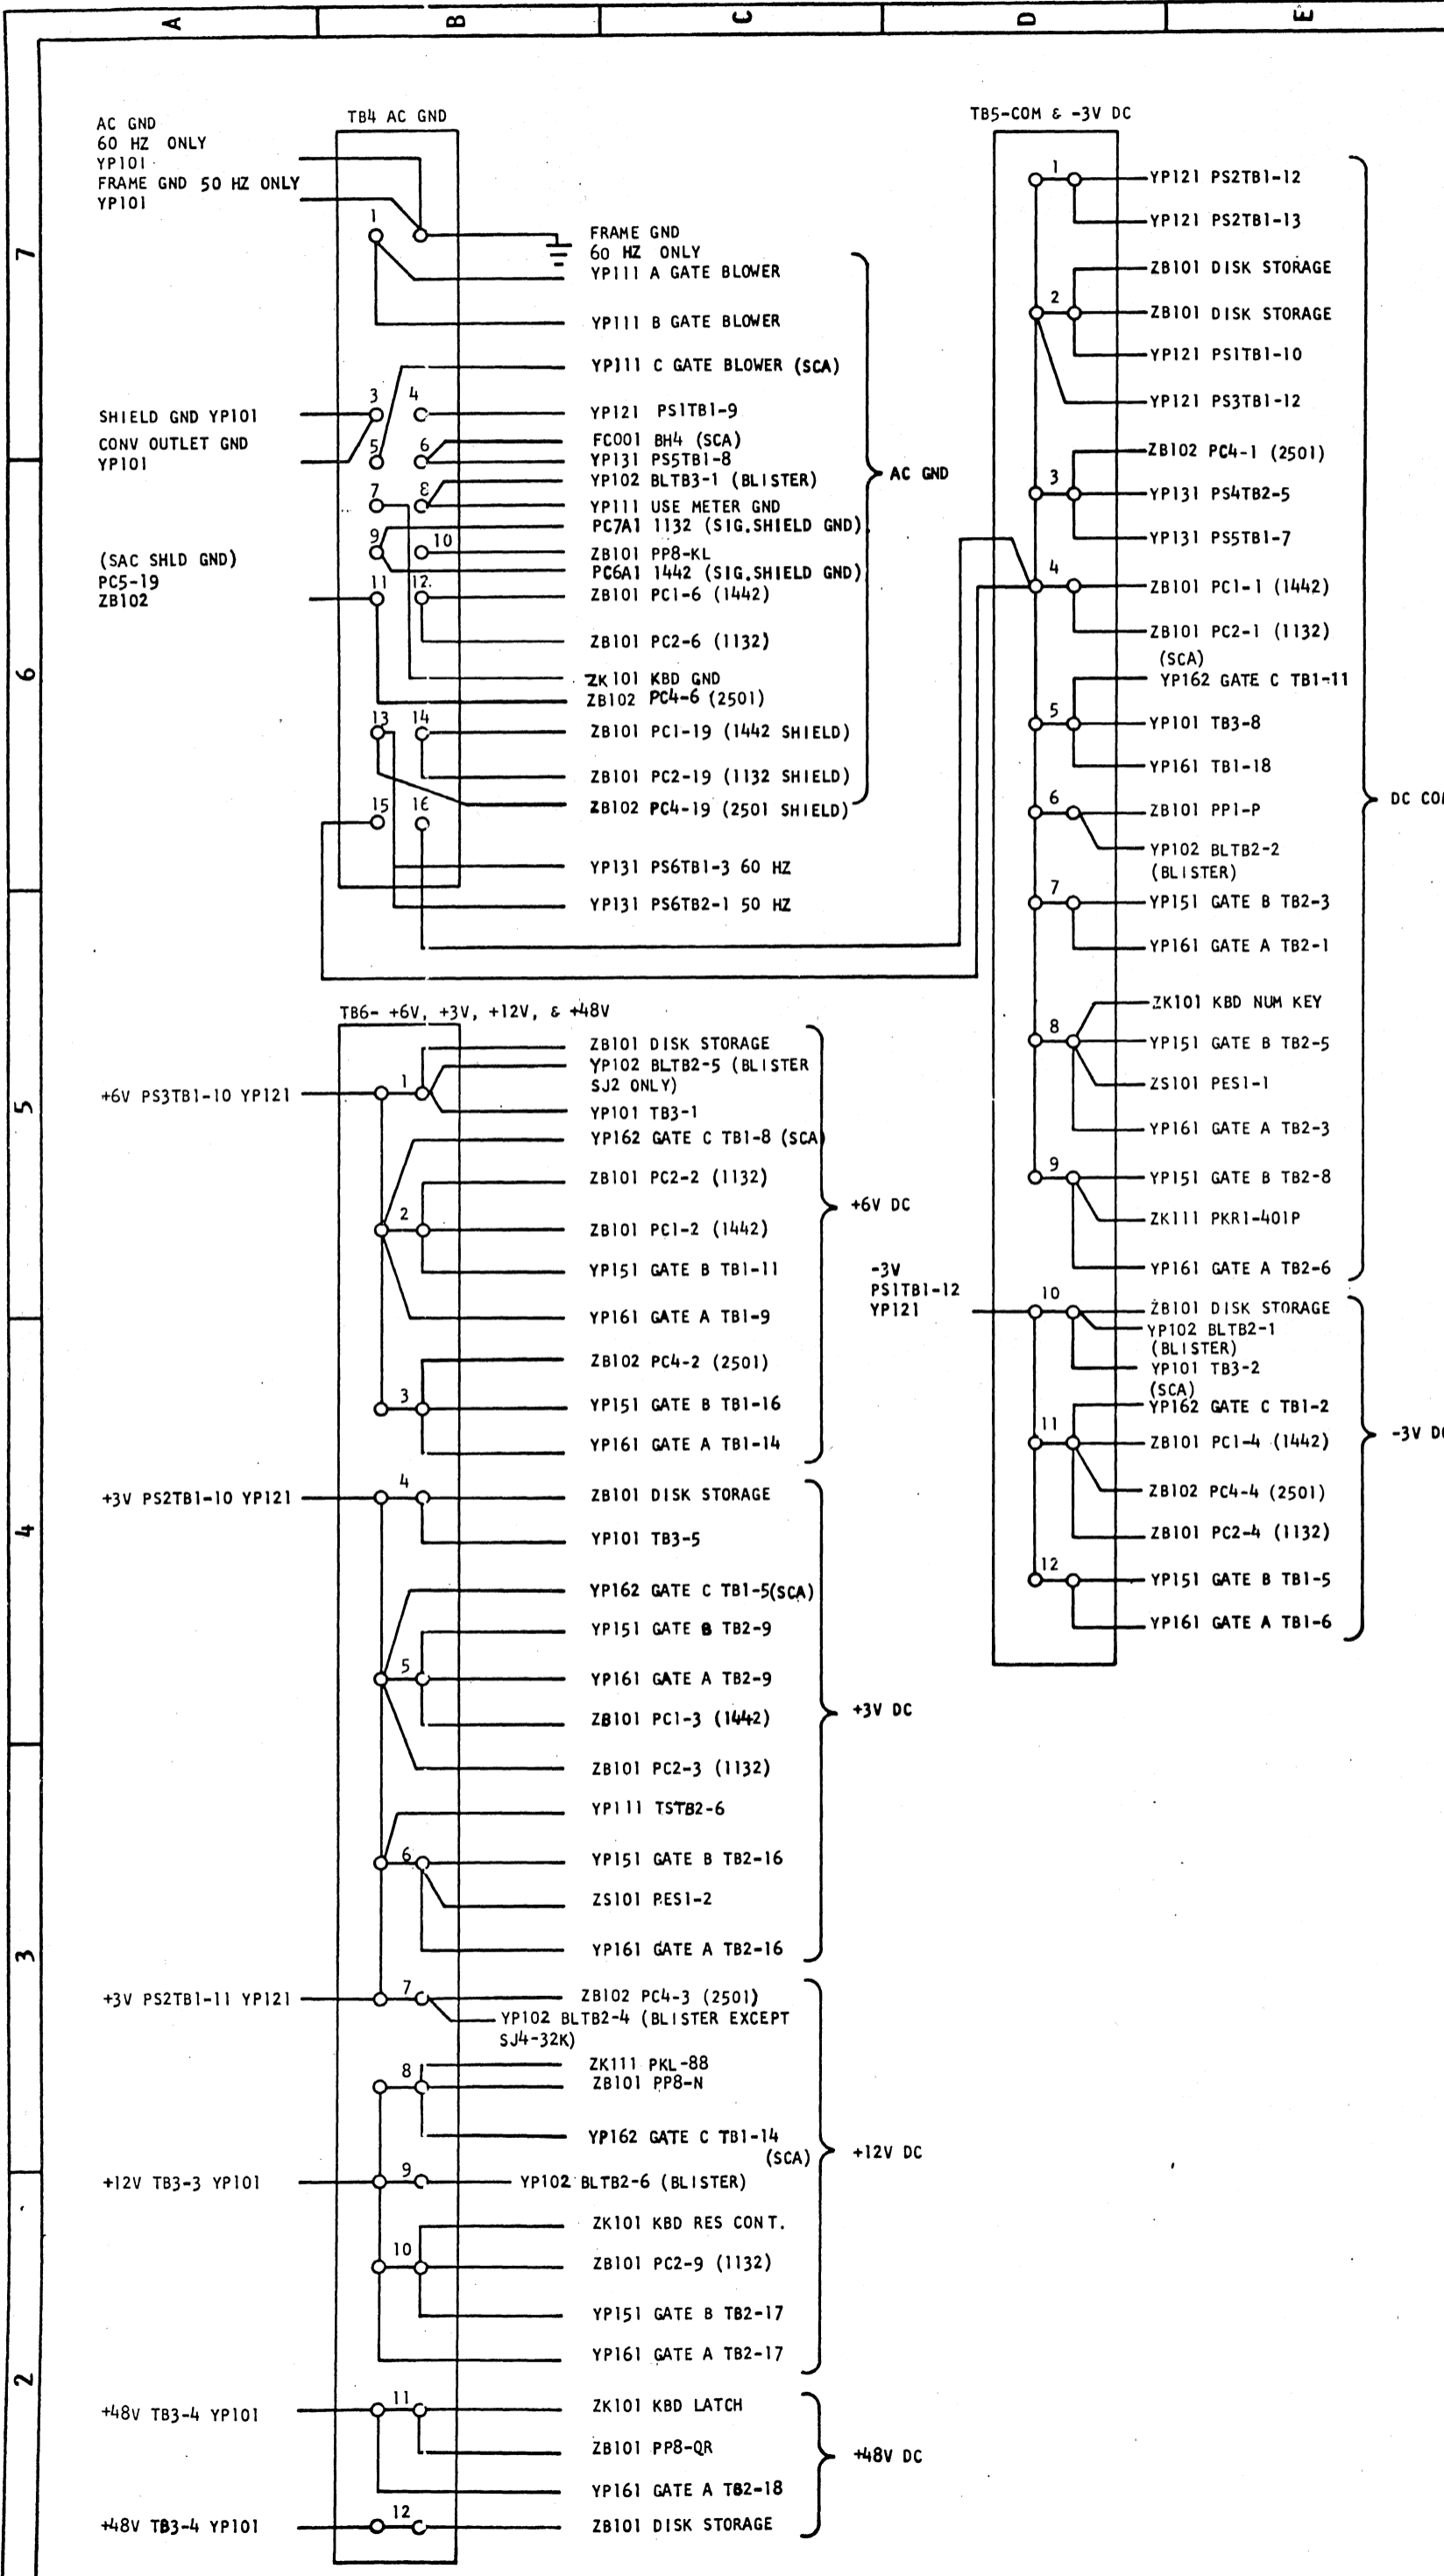 A
B
C
D
E
7
6
5
4
3
2
TB4 AC GND
AC GND
60 HZ ONLY
YP101
FRAME GND 50 HZ ONLY
YP101
1
FRAME GND
60 HZ ONLY
YP111 A GATE BLOWER
YP111 B GATE BLOWER
YP111 C GATE BLOWER (SCA)
SHIELD GND YP101
3
4
YP121 PS1TB1-9
CONV OUTLET GND
YP101
5
6
FC001 BH4 (SCA)
YP131 PS5TB1-8
YP102 BLTB3-1 (BLISTER)
7
8
YP111 USE METER GND
PC7A1 1132 (SIG.SHIELD GND)
9
10
ZB101 PP8-KL
PC6A1 1442 (SIG.SHIELD GND)
(SAC SHLD GND)
PC5-19
ZB102
11
12.
ZB101 PC1-6 (1442)
ZB101 PC2-6 (1132)
ZK101 KBD GND
ZB102 PC4-6 (2501)
13
14
ZB101 PC1-19 (1442 SHIELD)
ZB101 PC2-19 (1132 SHIELD)
ZB102 PC4-19 (2501 SHIELD)
15
16
YP131 PS6TB1-3 60 HZ
YP131 PS6TB2-1 50 HZ
AC GND
TB6- +6V, +3V, +12V, & +48V
ZB101 DISK STORAGE
YP102 BLTB2-5 (BLISTER
SJ2 ONLY)
+6V PS3TB1-10 YP121
1
YP101 TB3-1
YP162 GATE C TB1-8 (SCA)
ZB101 PC2-2 (1132)
2
ZB101 PC1-2 (1442)
YP151 GATE B TB1-11
YP161 GATE A TB1-9
ZB102 PC4-2 (2501)
3
YP151 GATE B TB1-16
YP161 GATE A TB1-14
+6V DC
+3V PS2TB1-10 YP121
4
ZB101 DISK STORAGE
YP101 TB3-5
YP162 GATE C TB1-5(SCA)
YP151 GATE B TB2-9
5
YP161 GATE A TB2-9
ZB101 PC1-3 (1442)
ZB101 PC2-3 (1132)
YP111 TSTB2-6
6
YP151 GATE B TB2-16
ZS101 PES1-2
YP161 GATE A TB2-16
+3V DC
+3V PS2TB1-11 YP121
7
ZB102 PC4-3 (2501)
YP102 BLTB2-4 (BLISTER EXCEPT
SJ4-32K)
8
ZK111 PKL-88
ZB101 PP8-N
YP162 GATE C TB1-14
(SCA)
+12V TB3-3 YP101
9
YP102 BLTB2-6 (BLISTER)
ZK101 KBD RES CONT.
10
ZB101 PC2-9 (1132)
YP151 GATE B TB2-17
YP161 GATE A TB2-17
+12V DC
+48V TB3-4 YP101
11
ZK101 KBD LATCH
ZB101 PP8-QR
YP161 GATE A TB2-18
+48V TB3-4 YP101
12
ZB101 DISK STORAGE
+48V DC
TB5-COM & -3V DC
1
YP121 PS2TB1-12
YP121 PS2TB1-13
ZB101 DISK STORAGE
2
ZB101 DISK STORAGE
YP121 PS1TB1-10
YP121 PS3TB1-12
ZB102 PC4-1 (2501)
3
YP131 PS4TB2-5
YP131 PS5TB1-7
4
ZB101 PC1-1 (1442)
ZB101 PC2-1 (1132)
(SCA)
YP162 GATE C TB1-11
5
YP101 TB3-8
YP161 TB1-18
6
ZB101 PP1-P
YP102 BLTB2-2
(BLISTER)
7
YP151 GATE B TB2-3
YP161 GATE A TB2-1
ZK101 KBD NUM KEY
8
YP151 GATE B TB2-5
ZS101 PES1-1
YP161 GATE A TB2-3
9
YP151 GATE B TB2-8
ZK111 PKR1-401P
YP161 GATE A TB2-6
DC COM
-3V
PS1TB1-12
YP121
10
ZB101 DISK STORAGE
YP102 BLTB2-1
(BLISTER)
YP101 TB3-2
(SCA)
YP162 GATE C TB1-2
11
ZB101 PC1-4 (1442)
ZB102 PC4-4 (2501)
ZB101 PC2-4 (1132)
12
YP151 GATE B TB1-5
YP161 GATE A TB1-6
-3V DC